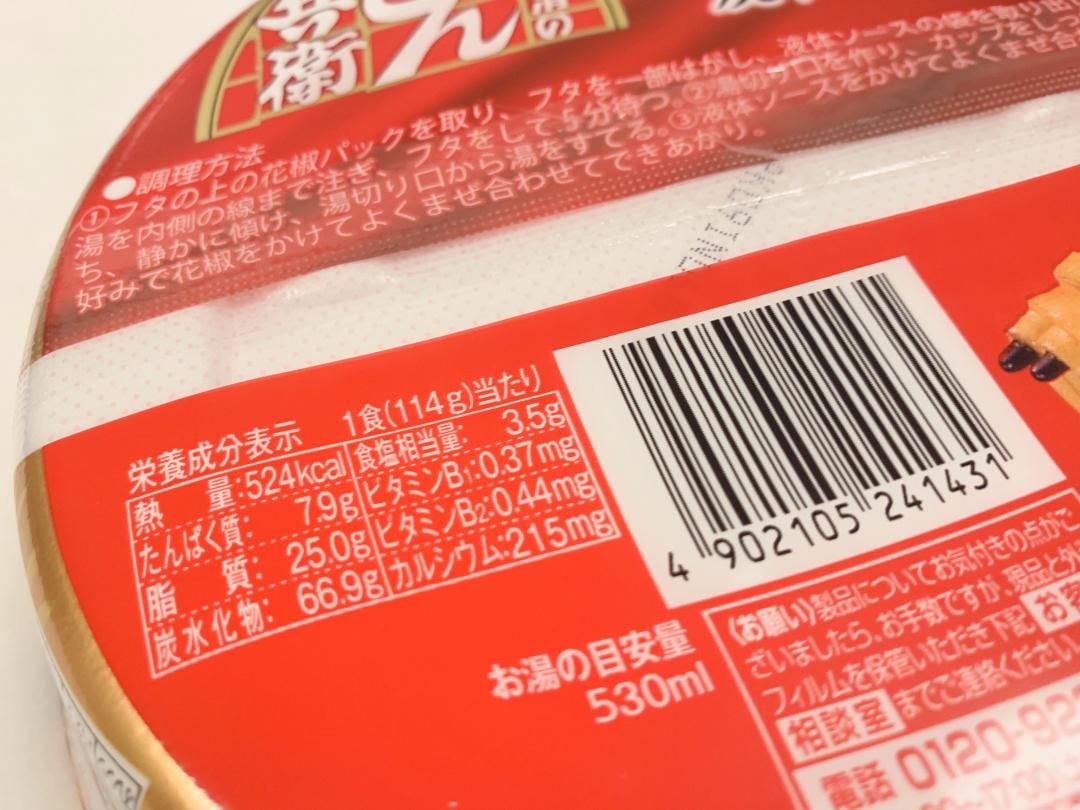 兵衛
どん
●調理方法
①フタの上の花椒パックを取り、フタを一部はがし、液体ソースの袋を取り出
湯を内側の線まで注ぎ、フタをして5分待つ。②湯切り口を作り、カップをしっ
ち、静かに傾け、湯切り口から湯をすてる。③液体ソースをかけてよくまぜ合
好みで花椒をかけてよくまぜ合わせてできあがり。
栄養成分表示 1食(114g)当たり
熱量:524kcal 食塩相当量: 3.5g
たんぱく質: 7.9g ビタミンB1:0.37mg
脂質: 25.0g ビタミンB2:0.44mg
炭水化物: 66.9g カルシウム:215mg
4 902105 241431
お湯の目安量
530ml
〈お願い〉製品についてお気付きの点がご
ざいましたら、お手数ですが、現品と外
フィルムを保管いただき下記 お客
相談室 までご連絡ください
電話 0120-92